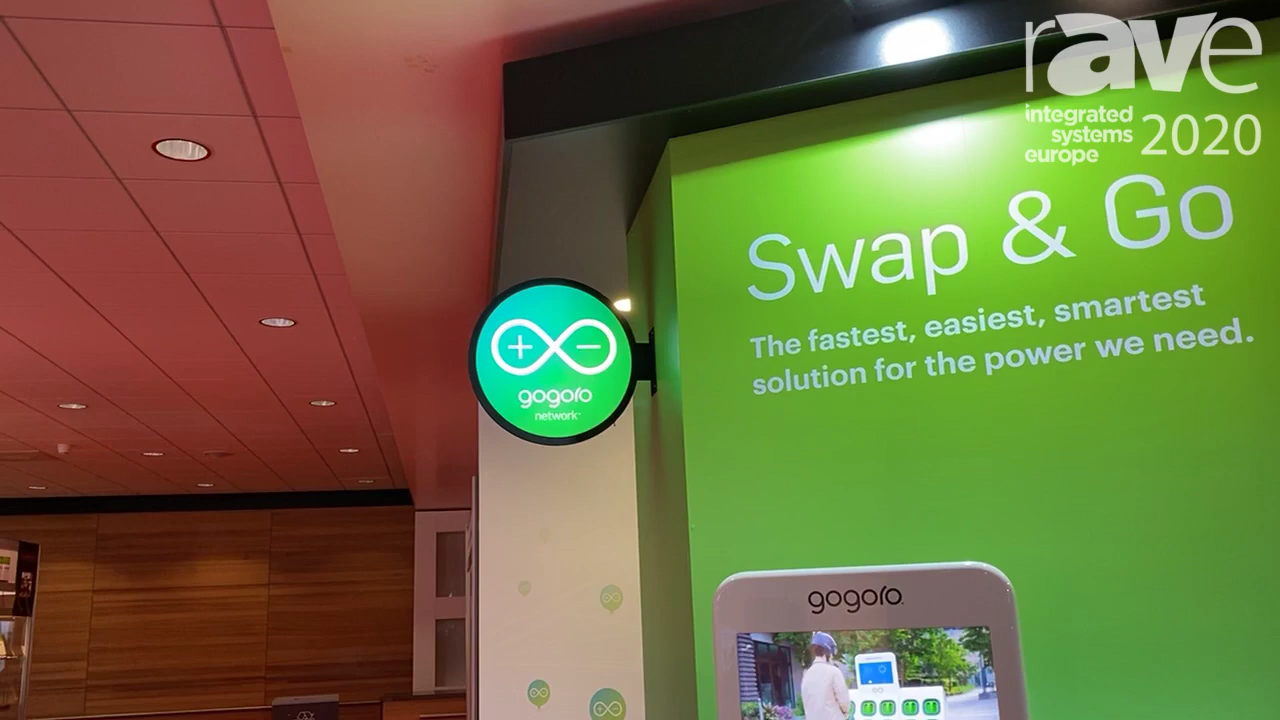 rAVe
integrated
systems
europe
2020
Swap & Go
The fastest, easiest, smartest
solution for the power we need.
+ −
gogoro
network™
gogoro